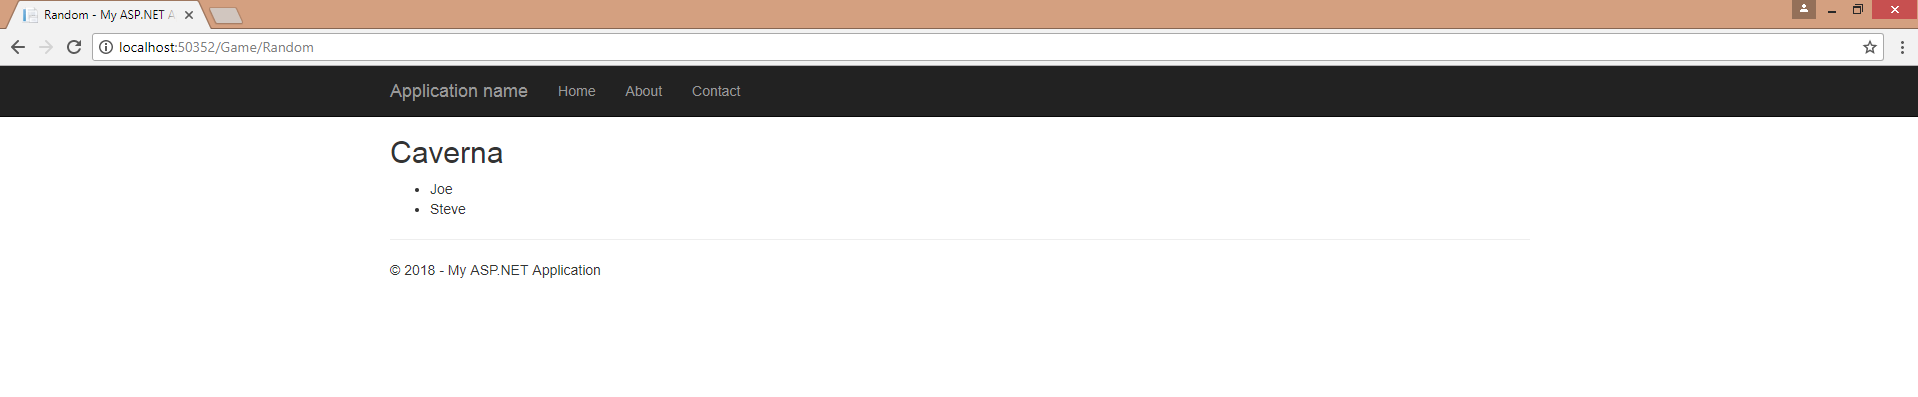 Random - My ASP.NET A
localhost:50352/Game/Random
Application name Home About Contact
Caverna
• Joe
• Steve
© 2018 - My ASP.NET Application